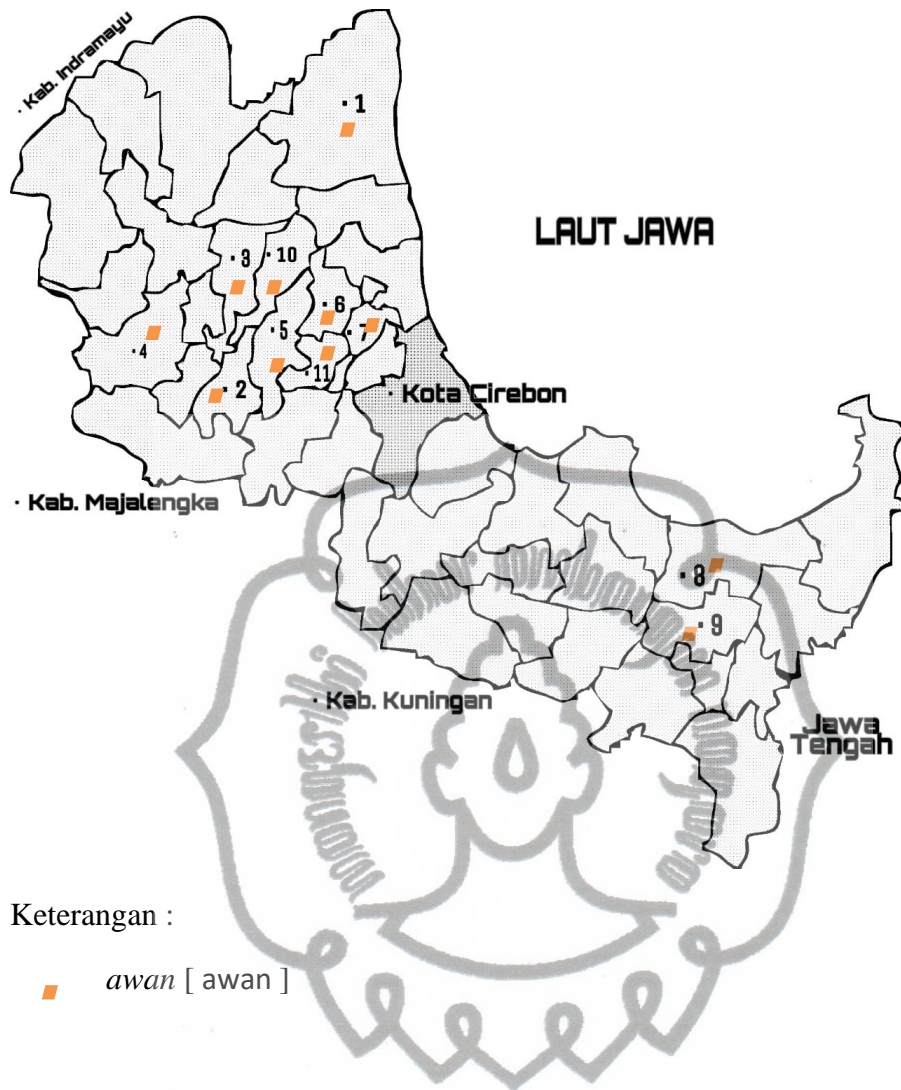 · Kab. Indramayu
· 1
LAUT JAWA
· 3
· 10
· 6
· 5
7 ·
· 4
· 11
· 2
· Kota Cirebon
· Kab. Majalengka
· 8
· 9
· Kab. Kuningan
Jawa
Tengah
Keterangan :
awan [ awan ]